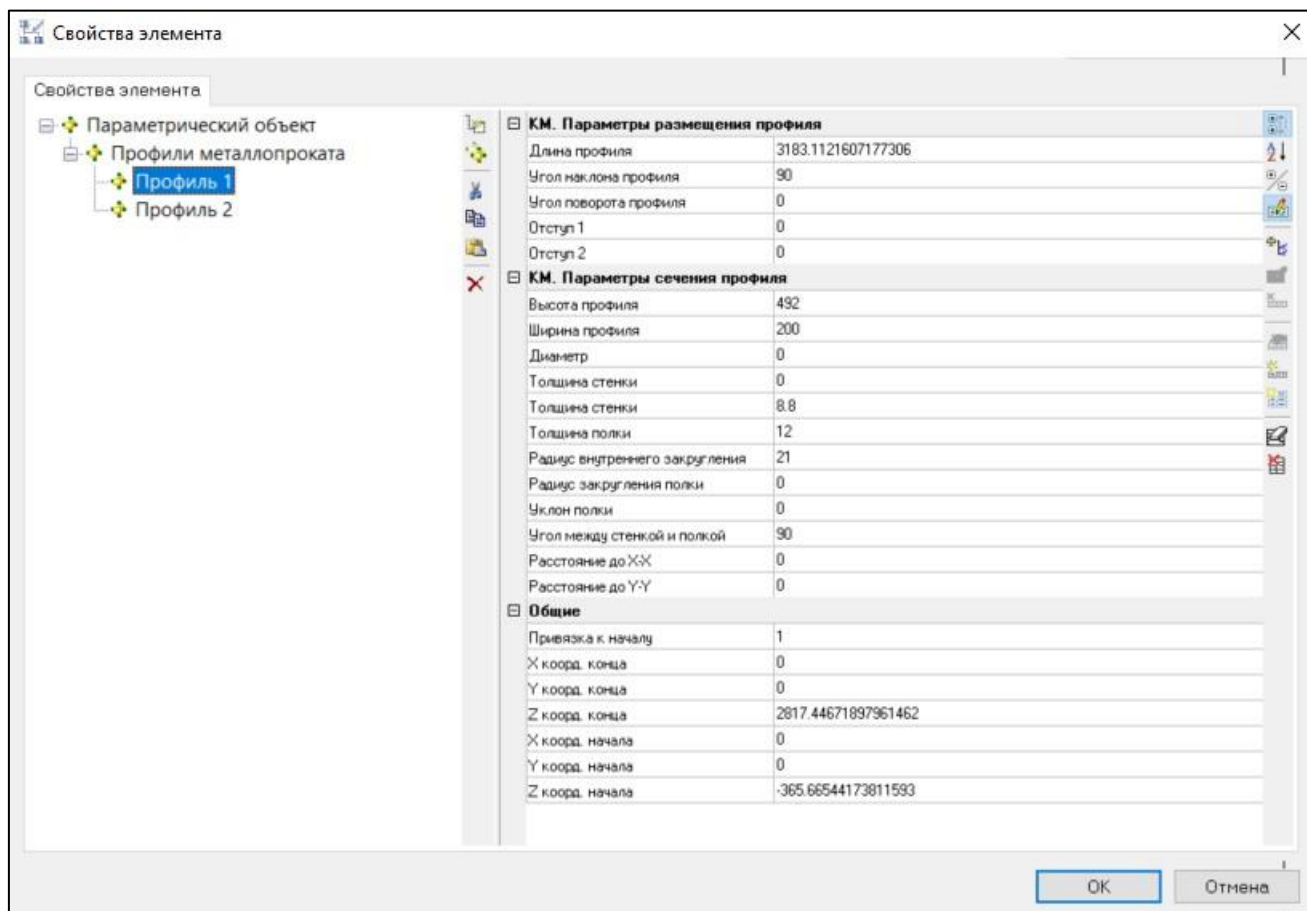 Свойства элемента
Свойства элемента
Параметрический объект
Профили металлопроката
Профиль 1
Профиль 2
КМ. Параметры размещения профиля
Длина профиля 3183.1121607177306
Угол наклона профиля 90
Угол поворота профиля 0
Отступ 1 0
Отступ 2 0
КМ. Параметры сечения профиля
Высота профиля 492
Ширина профиля 200
Диаметр 0
Толщина стенки 0
Толщина стенки 8.8
Толщина полки 12
Радиус внутреннего закругления 21
Радиус закругления полки 0
Уклон полки 0
Угол между стенкой и полкой 90
Расстояние до X-X 0
Расстояние до Y-Y 0
Общие
Привязка к началу 1
X коорд. конца 0
Y коорд. конца 0
Z коорд. конца 2817.44671897961462
X коорд. начала 0
Y коорд. начала 0
Z коорд. начала -365.66544173811593
OK Отмена